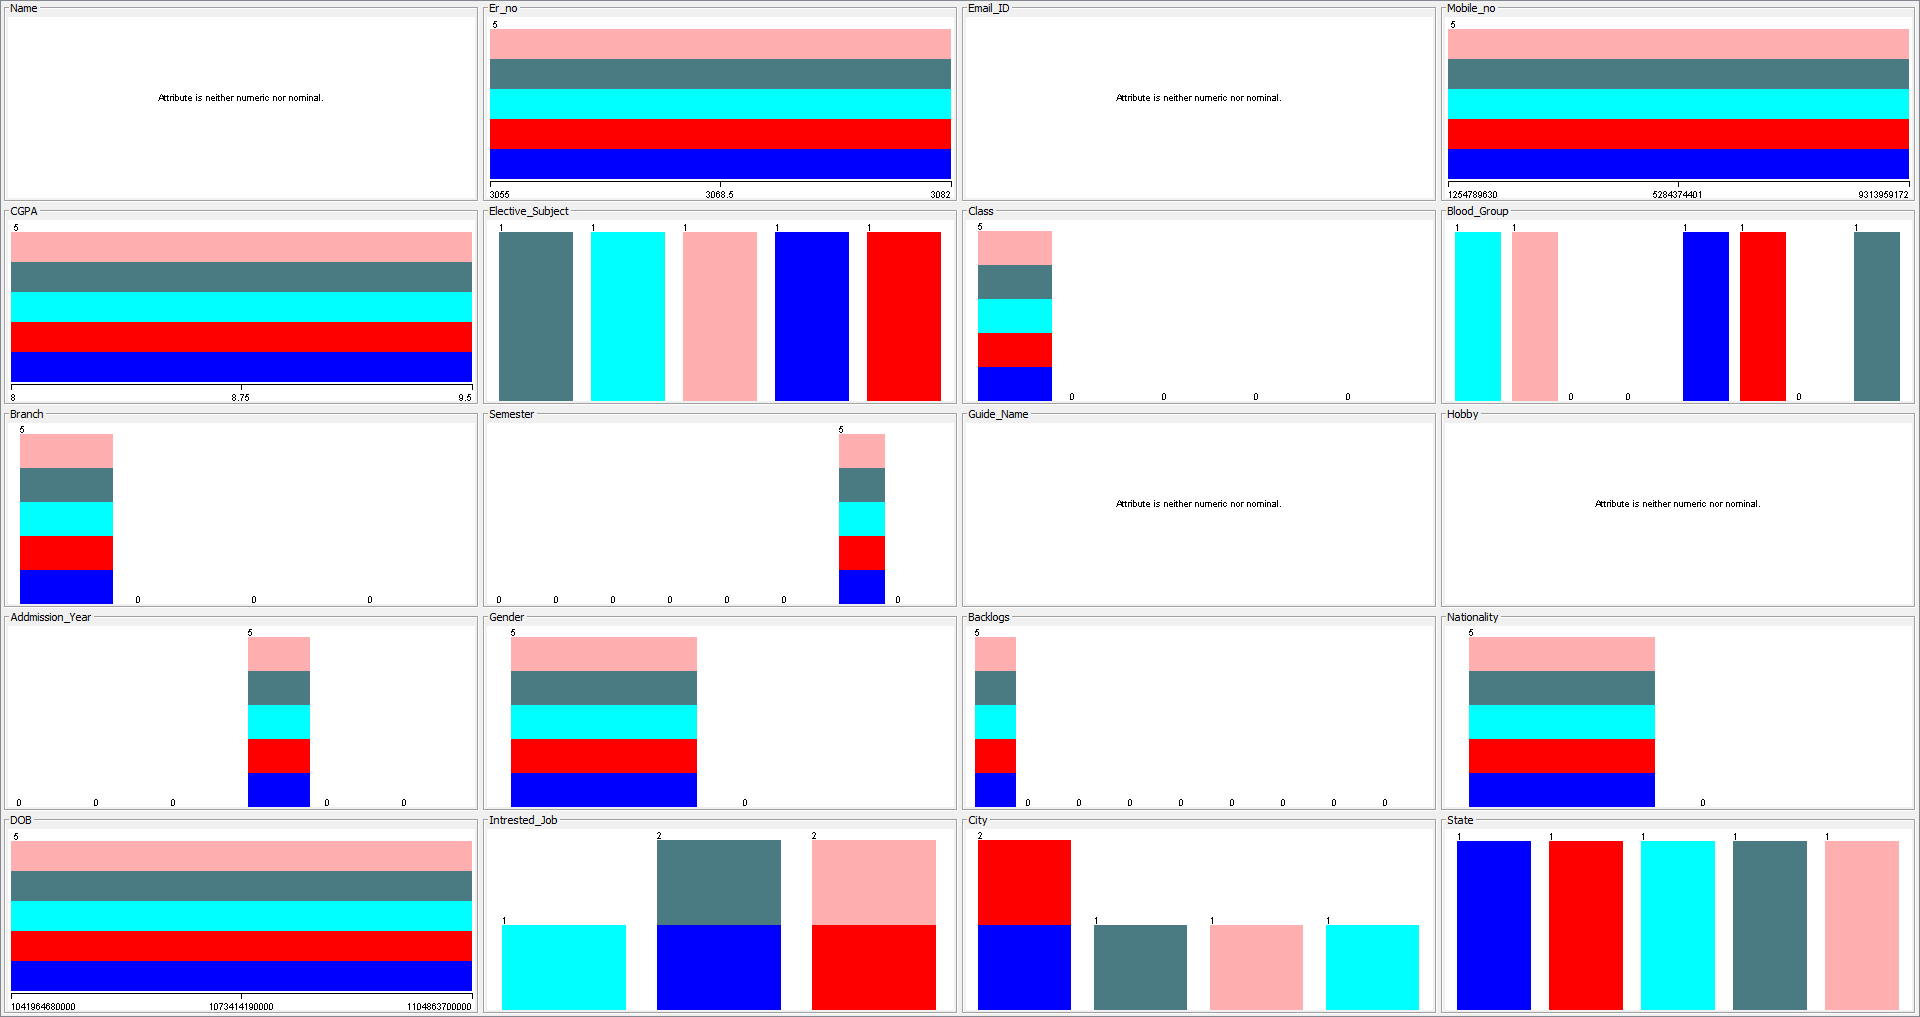 Name
Attribute is neither numeric nor nominal.
Er_no
5
3055 3068.5 3082
Email_ID
Attribute is neither numeric nor nominal.
Mobile_no
5
1254789630 5284374401 9313959172
CGPA
5
8 8.75 9.5
Elective_Subject
1 1 1 1 1
Class
5
0 0 0 0
Blood_Group
1 1 0 0 1 1 0 1
Branch
5
0 0 0
Semester
0 0 0 0 0 0 5 0
Guide_Name
Attribute is neither numeric nor nominal.
Hobby
Attribute is neither numeric nor nominal.
Addmission_Year
0 0 0 5 0 0
Gender
5
0
Backlogs
5
0 0 0 0 0 0 0 0
Nationality
5
0
DOB
5
1041964680000 1073414190000 1104863700000
Intrested_Job
1 2 2
City
2 1 1 1
State
1 1 1 1 1